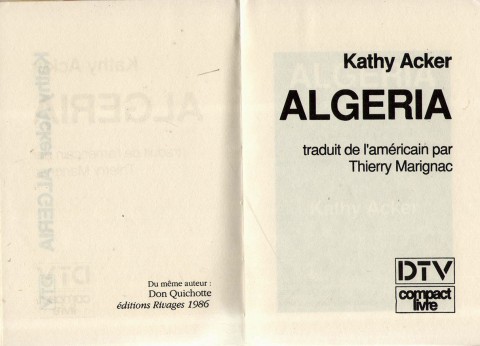 Du même auteur :
Don Quichotte
éditions Rivages 1986
Kathy Acker
ALGERIA
traduit de l'américain par
Thierry Marignac
DTV
compact
livre